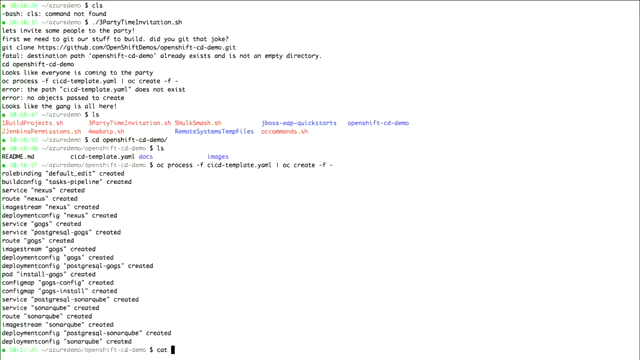 ~/azuredemo $ cls
-bash: cls: command not found
~/azuredemo $ ./3PartyTimeInvitation.sh
lets invite some people to the party!
first we need to git our stuff to build. did you git it?
git clone https://github.com/OpenShiftDemos/openshift-cd-demo.git
fatal: destination path 'openshift-cd-demo' already exists and is not an empty directory.
cd openshift-cd-demo
Looks like everyone is coming to the party
oc process -f cicd-template.yaml | oc create -f -
error: the path "cicd-template.yaml" does not exist
error: no objects passed to create
Looks like the gang is all here!
~/azuredemo $ ls
1BuildProjects.sh 3PartyTimeInvitation.sh 5HulkSmash.sh jboss-eap-quickstarts openshift-cd-demo
2JenkinsPermissions.sh 4wakeip.sh RemoteSystemsTempFiles occommands.sh
~/azuredemo $ cd openshift-cd-demo/
~/azuredemo/openshift-cd-demo $ ls
README.md cicd-template.yaml docs images
~/azuredemo/openshift-cd-demo $ oc process -f cicd-template.yaml | oc create -f -
rolebinding "default_edit" created
buildconfig "tasks-pipeline" created
service "nexus" created
route "nexus" created
imagestream "nexus" created
deploymentconfig "nexus" created
service "gogs" created
service "postgresql-gogs" created
route "gogs" created
imagestream "gogs" created
deploymentconfig "gogs" created
deploymentconfig "postgresql-gogs" created
pod "install-gogs" created
configmap "gogs-config" created
configmap "gogs-install" created
service "postgresql-sonarqube" created
service "sonarqube" created
route "sonarqube" created
imagestream "sonarqube" created
deploymentconfig "postgresql-sonarqube" created
deploymentconfig "sonarqube" created
~/azuredemo/openshift-cd-demo $ cat